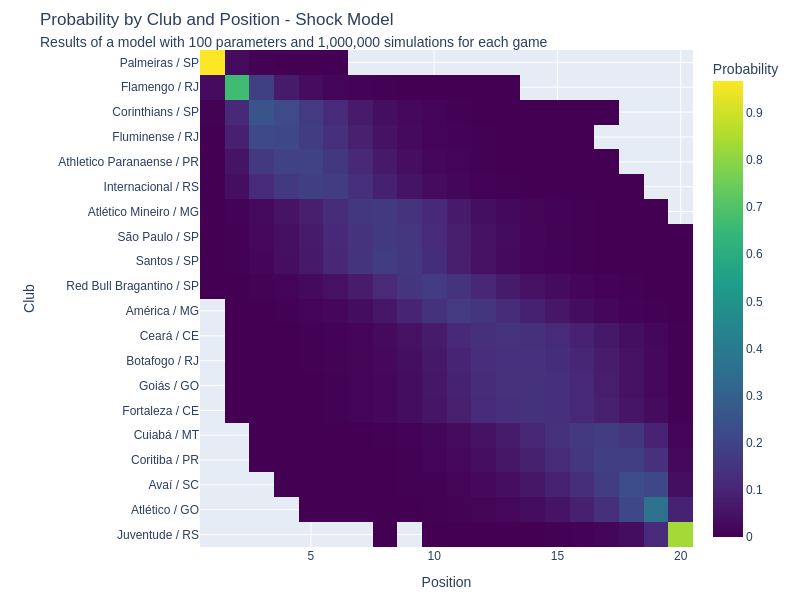 Probability by Club and Position - Shock Model
Results of a model with 100 parameters and 1,000,000 simulations for each game
Palmeiras / SP
Flamengo / RJ
Corinthians / SP
Fluminense / RJ
Athletico Paranaense / PR
Internacional / RS
Atlético Mineiro / MG
São Paulo / SP
Santos / SP
Red Bull Bragantino / SP
América / MG
Ceará / CE
Botafogo / RJ
Goiás / GO
Fortaleza / CE
Cuiabá / MT
Coritiba / PR
Avaí / SC
Atlético / GO
Juventude / RS
Club
5
10
15
20
Position
Probability
0.9
0.8
0.7
0.6
0.5
0.4
0.3
0.2
0.1
0